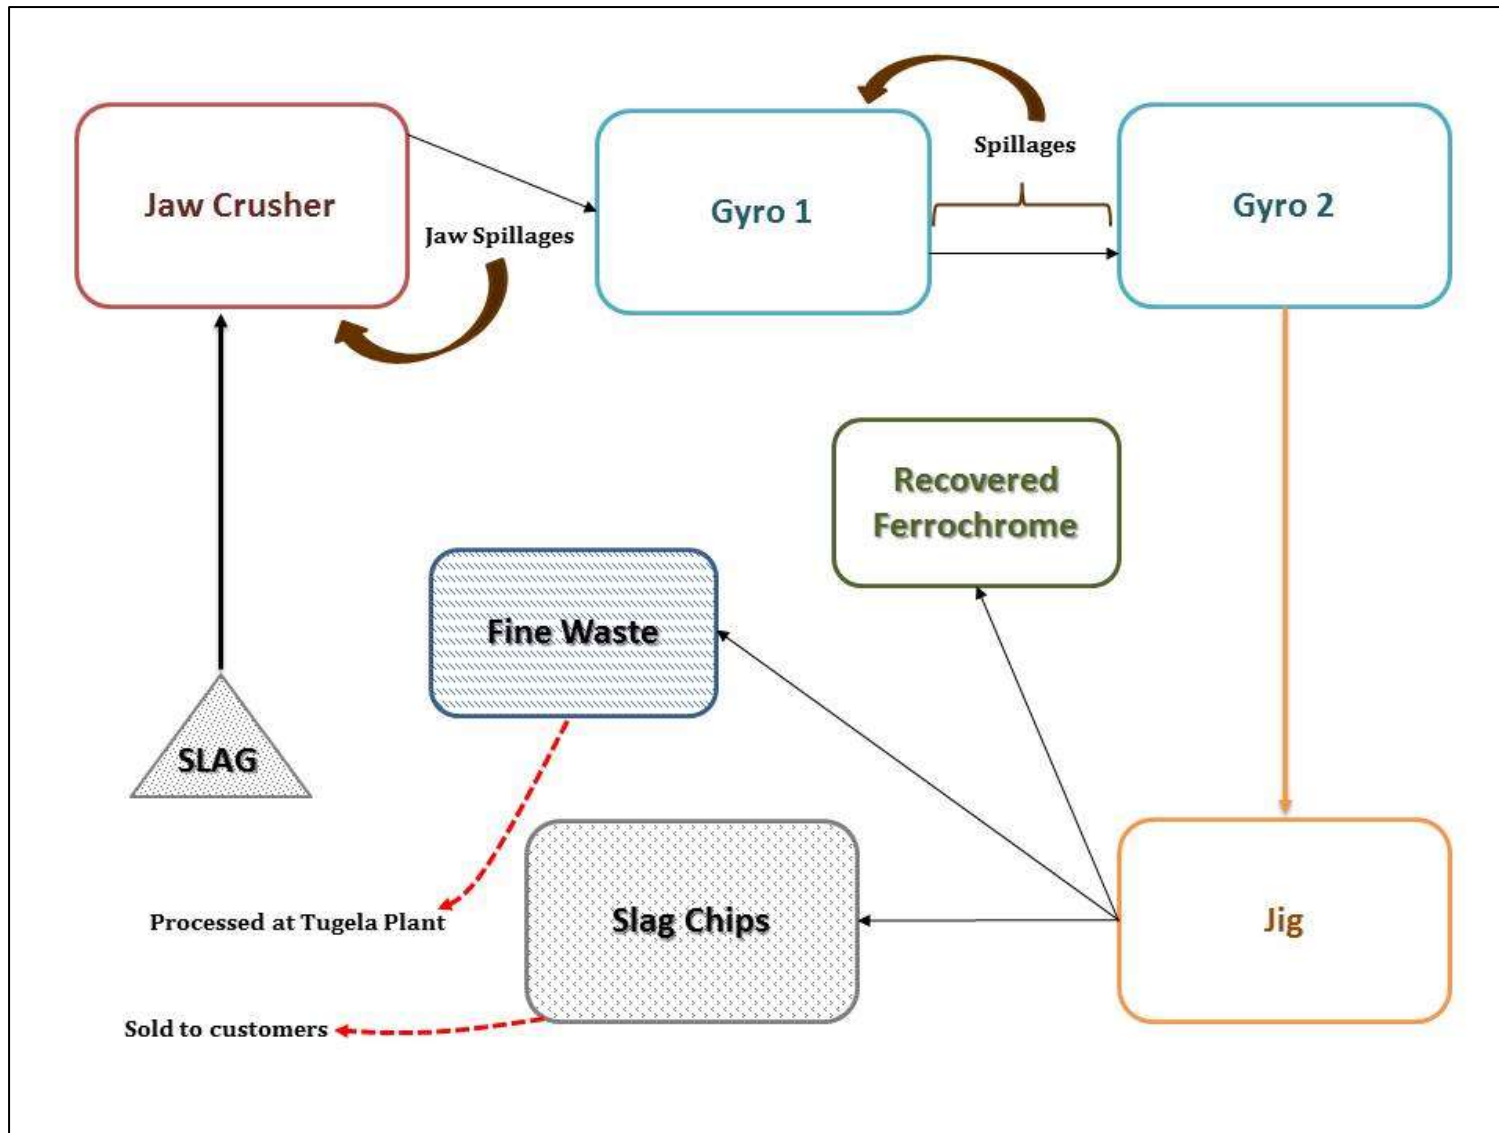 Spillages
Jaw Crusher
Gyro 1
Gyro 2
Jaw Spillages
Recovered
Ferrochrome
Fine Waste
SLAG
Processed at Tugela Plant
Slag Chips
Jig
Sold to customers